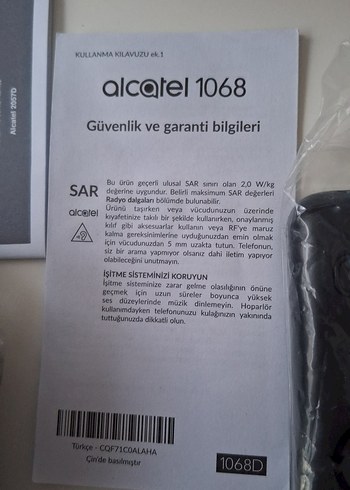 Alcatel 2057D
KULLANMA KILAVUZU ek.1
alcatel 1068
Güvenlik ve garanti bilgileri
SAR
alcatel
Bu ürün geçerli ulusal SAR sınırı olan 2,0 W/kg
değerine uygundur. Belirli maksimum SAR değerleri
Radyo dalgaları bölümde bulunabilir.
Ürünü taşırken veya vücudunuzun üzerinde
kıyafetinize takılı bir şekilde kullanırken, onaylanmış
kılıf gibi aksesuarlar kullanın veya RF'ye maruz
kalma gereksinimlerine uyduğunuzdan emin olmak
için vücudunuzdan 5 mm uzakta tutun. Telefonun,
siz bir arama yapmıyor olsanız dahi iletim yapıyor
olabileceğini unutmayın.
İŞİTME SİSTEMİNİZİ KORUYUN
İşitme sisteminize zarar gelme olasılığının önüne
geçmek için uzun süreler boyunca yüksek
ses düzeylerinde müzik dinlemeyin. Hoparlör
kullanımdayken telefonunuzu kulağınızın yakınında
tuttuğunuzda dikkatli olun.
Türkçe - CQF71C0ALAHA
Çin'de basılmıştır
1068D